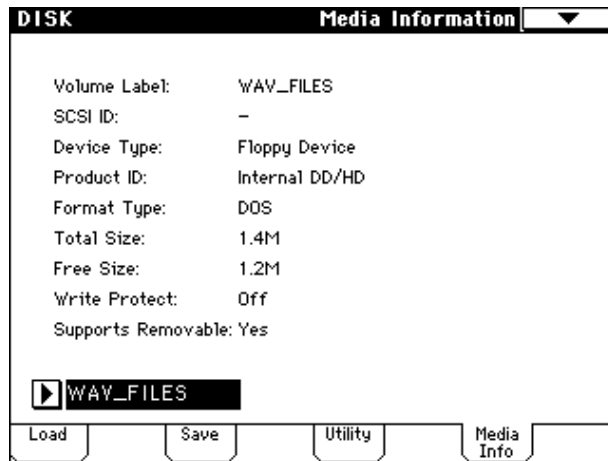 DISK Media Information
Volume Label: WAV_FILES
SCSI ID: –
Device Type: Floppy Device
Product ID: Internal DD/HD
Format Type: DOS
Total Size: 1.4M
Free Size: 1.2M
Write Protect: Off
Supports Removable: Yes
WAV_FILES
Load Save Utility Media Info